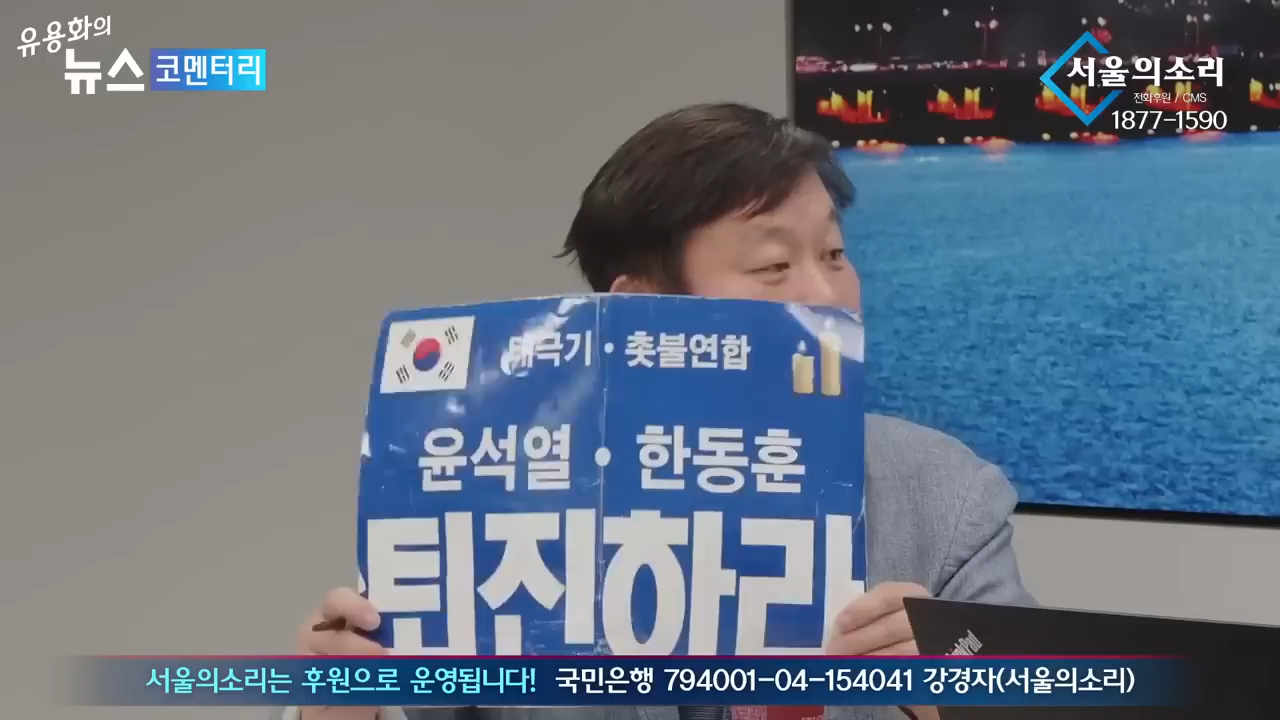 유용화의
뉴스 코멘터리
서울의소리
전화후원 / CMS
1877-1590
태극기 · 촛불연합
윤석열 · 한동훈
퇴진하라
서울의소리는 후원으로 운영됩니다! 국민은행 794001-04-154041 강경자(서울의소리)